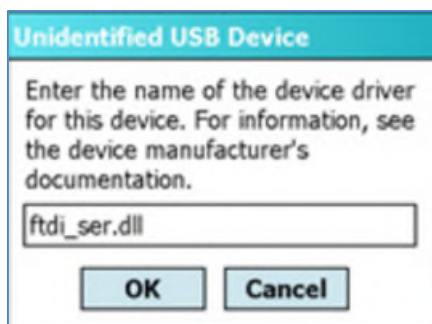 Unidentified USB Device
Enter the name of the device driver
for this device. For information, see
the device manufacturer's
documentation.
ftdi_ser.dll
OK
Cancel